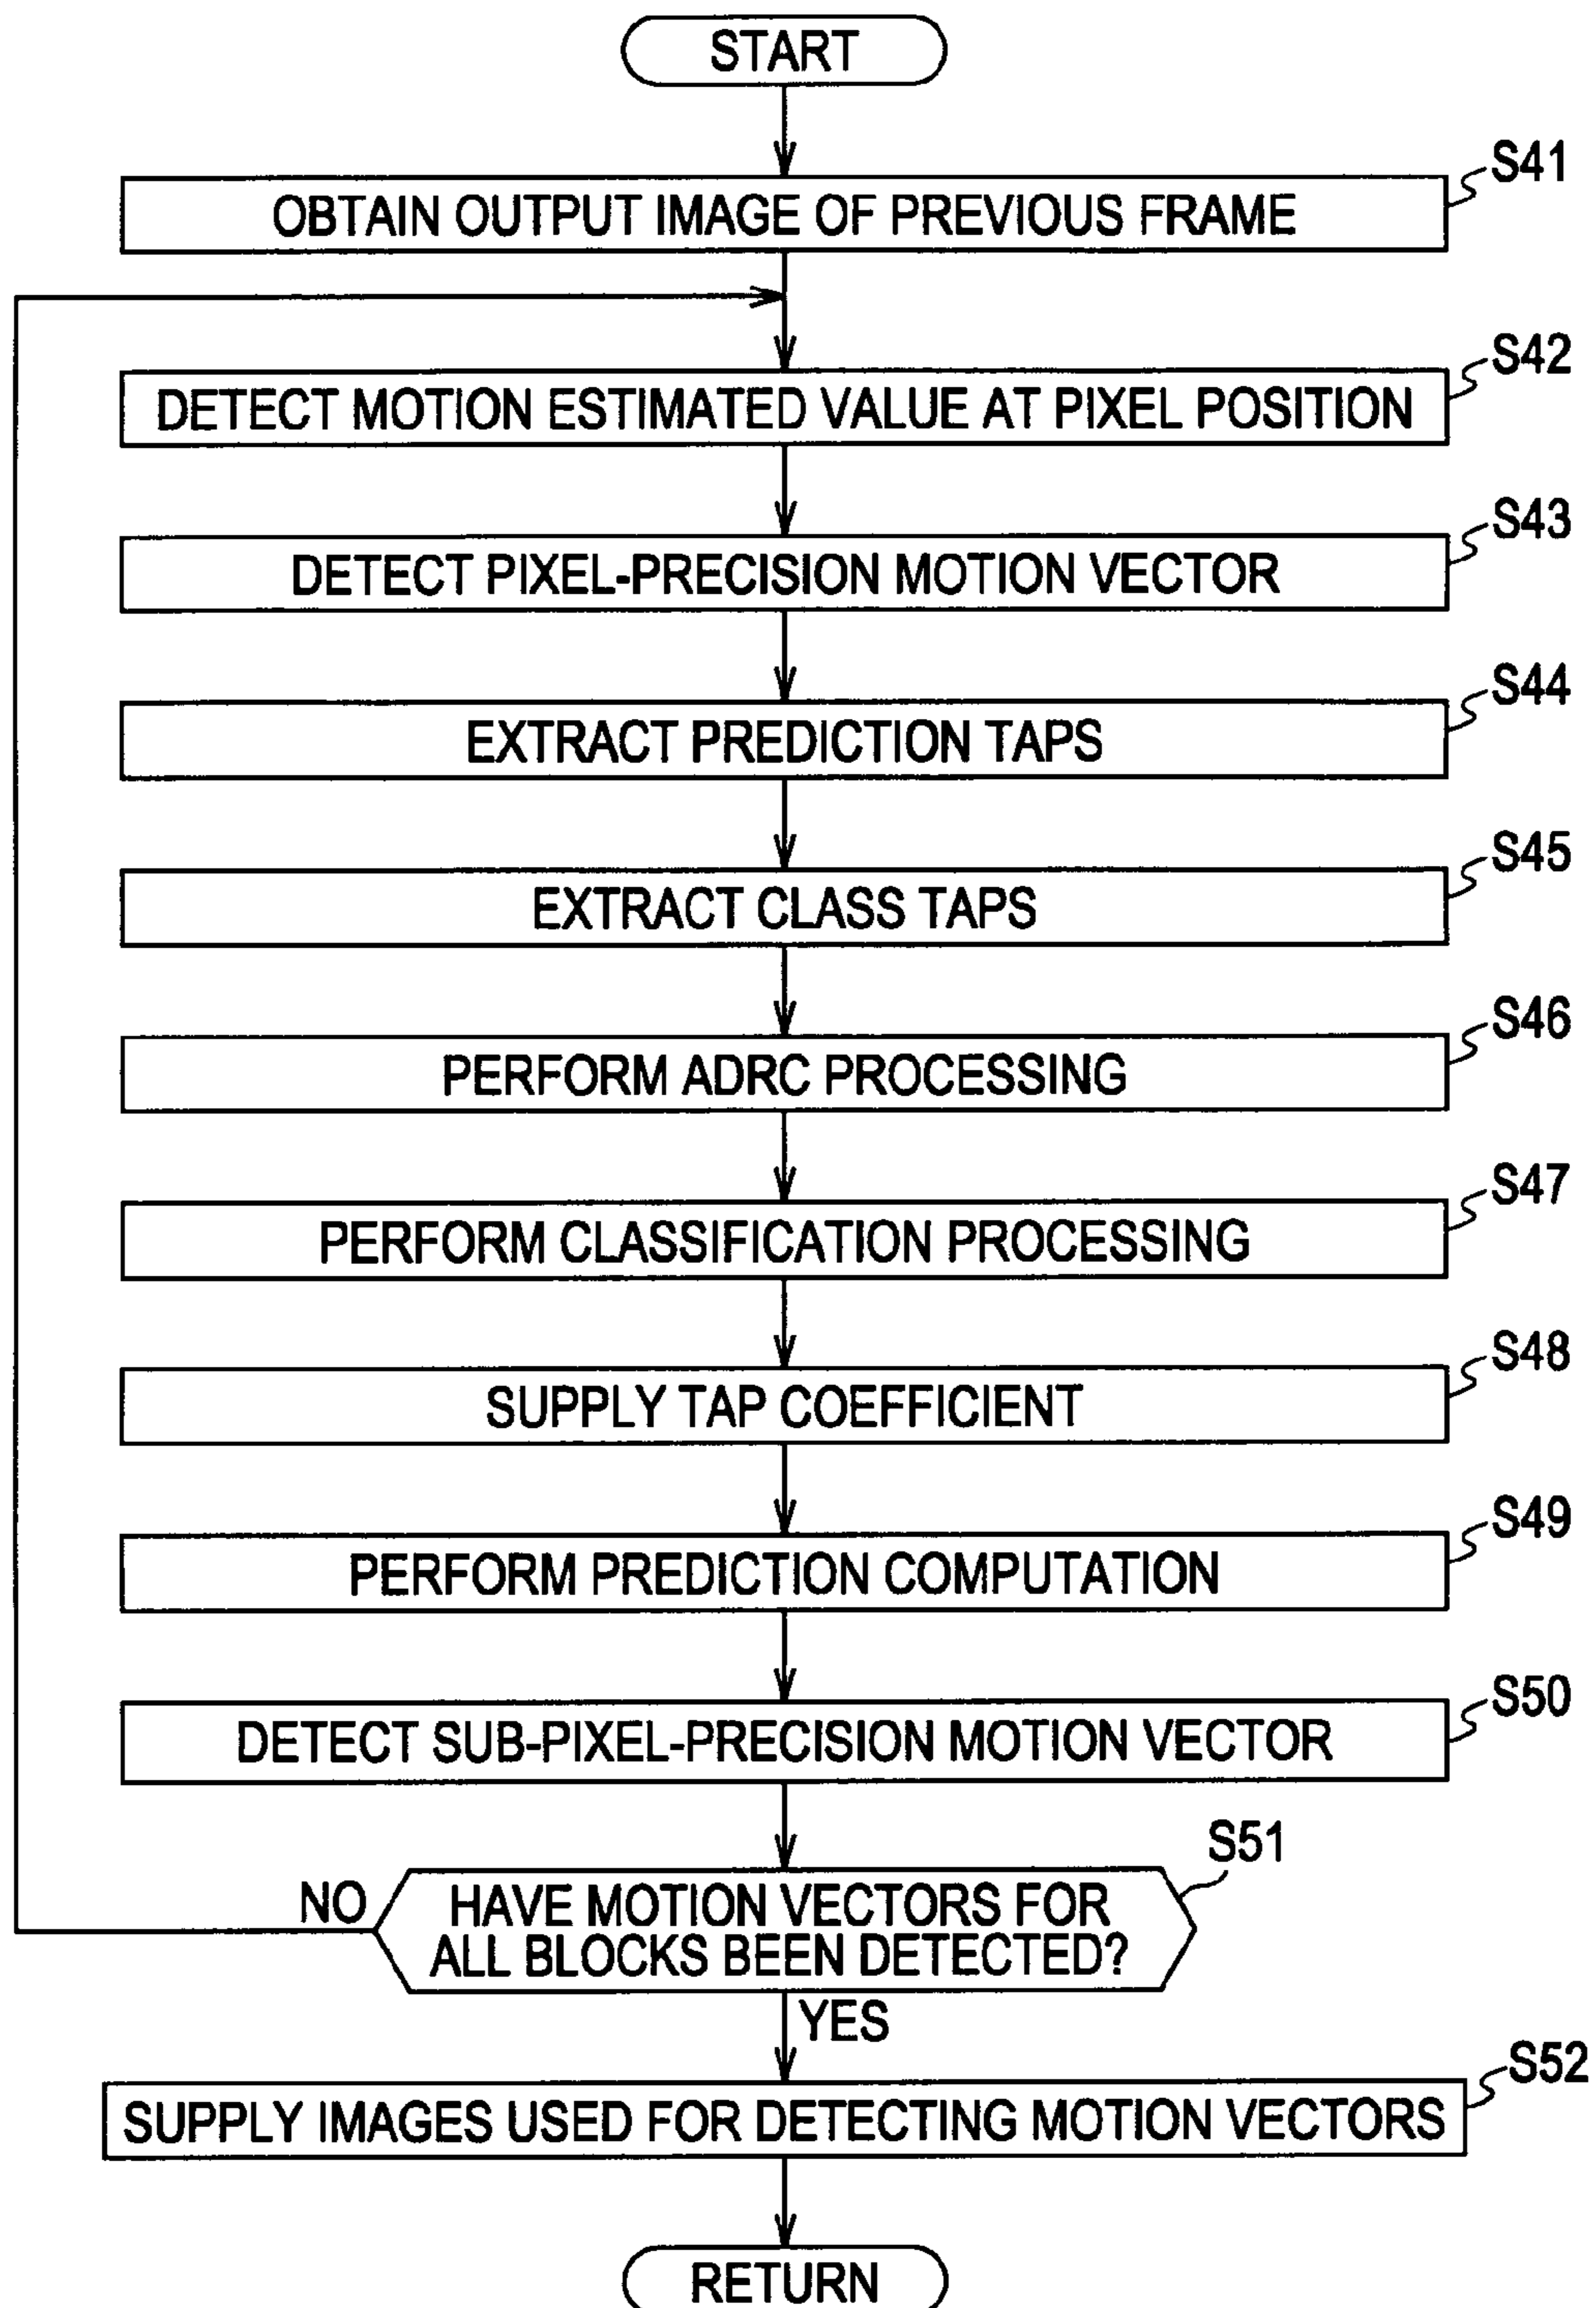 START
S41
OBTAIN OUTPUT IMAGE OF PREVIOUS FRAME
S42
DETECT MOTION ESTIMATED VALUE AT PIXEL POSITION
S43
DETECT PIXEL-PRECISION MOTION VECTOR
S44
EXTRACT PREDICTION TAPS
S45
EXTRACT CLASS TAPS
S46
PERFORM ADRC PROCESSING
S47
PERFORM CLASSIFICATION PROCESSING
S48
SUPPLY TAP COEFFICIENT
S49
PERFORM PREDICTION COMPUTATION
S50
DETECT SUB-PIXEL-PRECISION MOTION VECTOR
S51
NO
HAVE MOTION VECTORS FOR
ALL BLOCKS BEEN DETECTED?
YES
S52
SUPPLY IMAGES USED FOR DETECTING MOTION VECTORS
RETURN